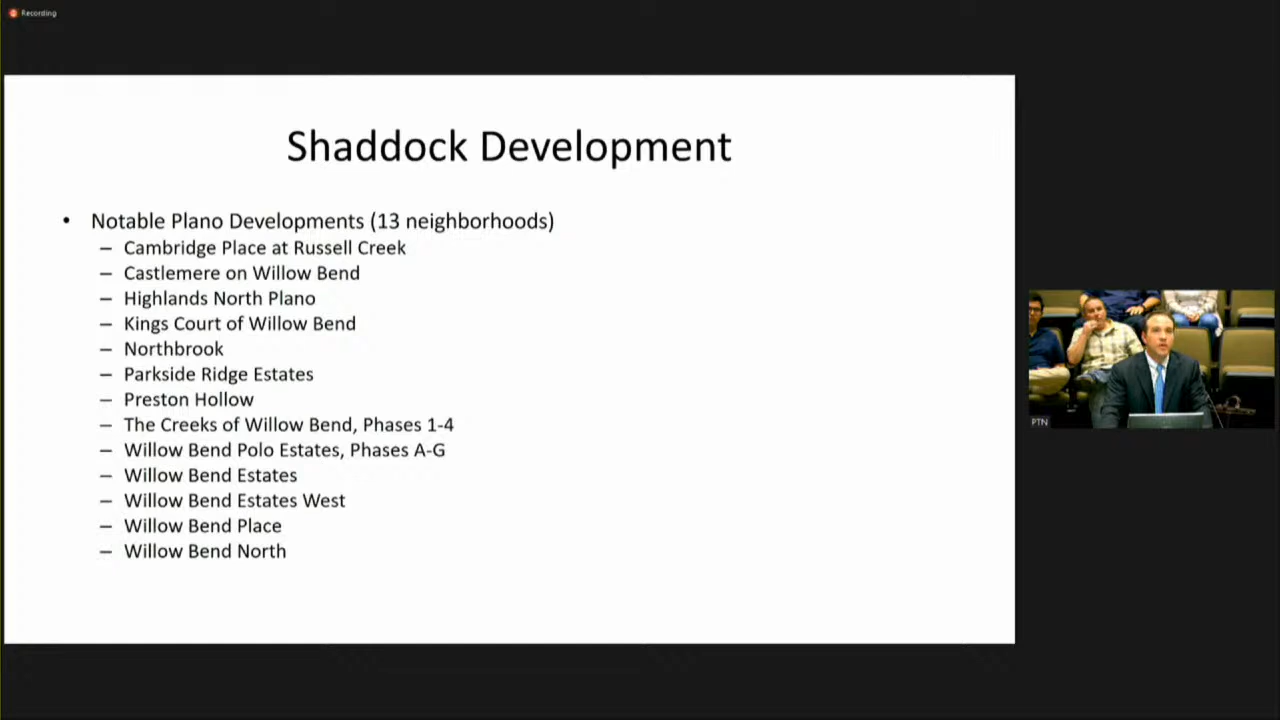 Recording
Shaddock Development
• Notable Plano Developments (13 neighborhoods)
– Cambridge Place at Russell Creek
– Castlemere on Willow Bend
– Highlands North Plano
– Kings Court of Willow Bend
– Northbrook
– Parkside Ridge Estates
– Preston Hollow
– The Creeks of Willow Bend, Phases 1-4
– Willow Bend Polo Estates, Phases A-G
– Willow Bend Estates
– Willow Bend Estates West
– Willow Bend Place
– Willow Bend North
PTN